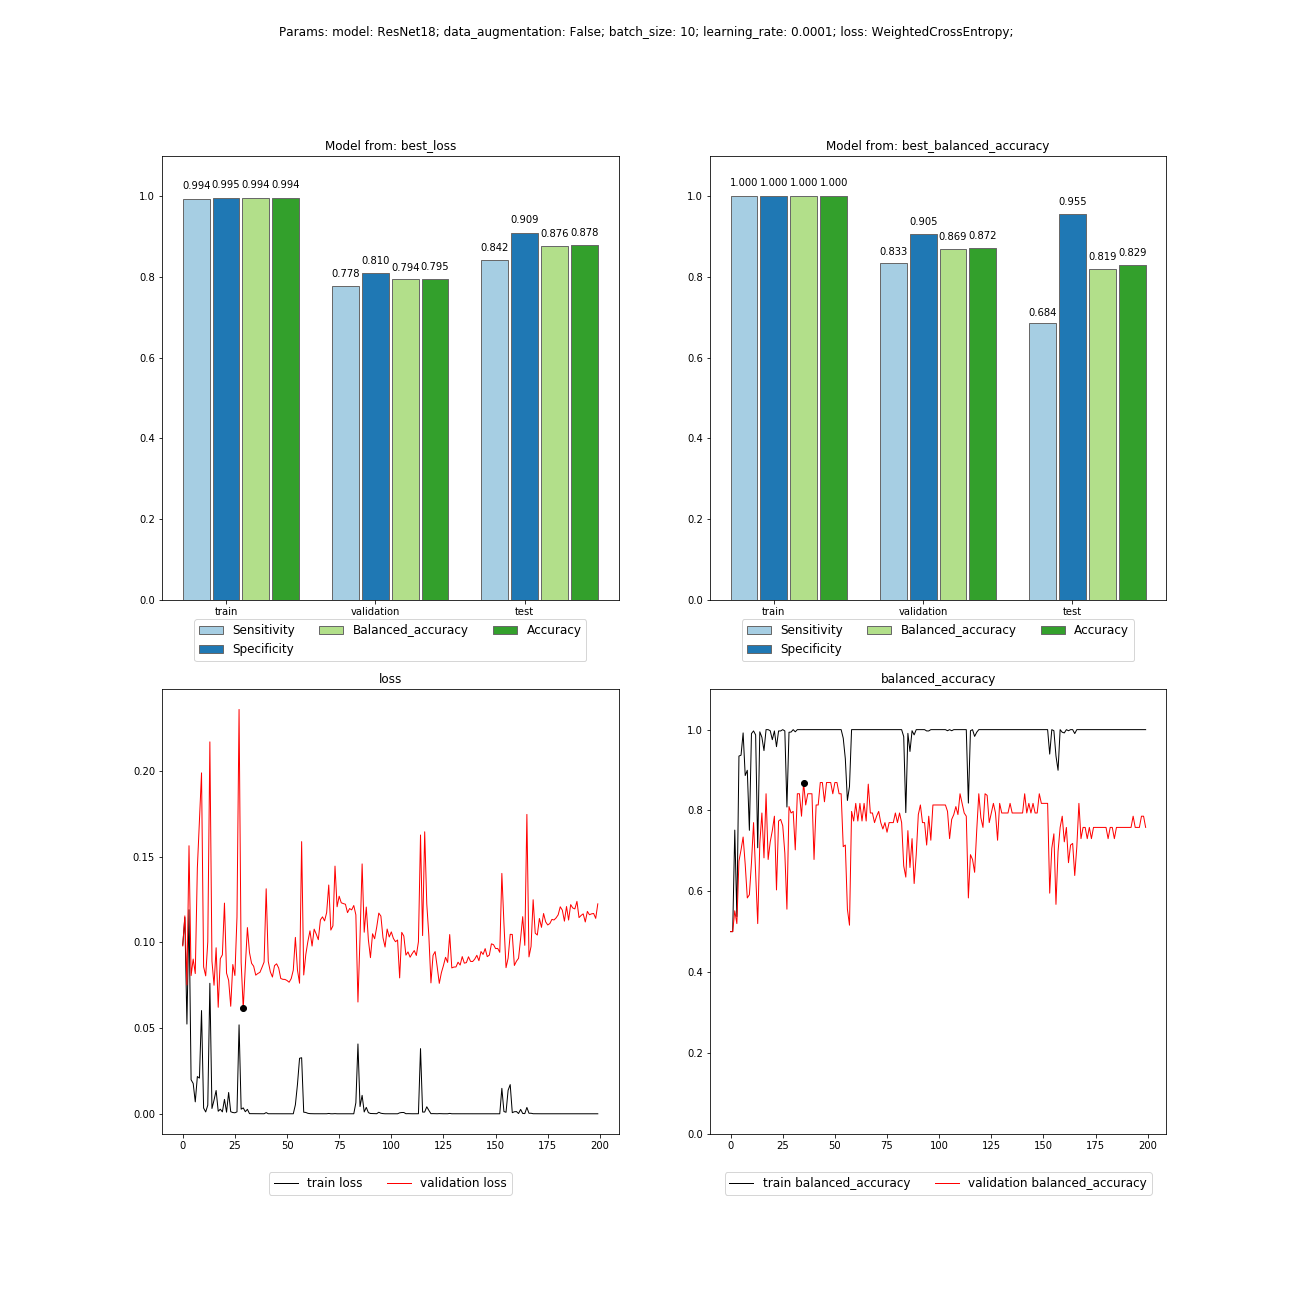 Params: model: ResNet18; data_augmentation: False; batch_size: 10; learning_rate: 0.0001; loss: WeightedCrossEntropy;
Model from: best_loss
0.994 0.995 0.994 0.994
0.778 0.810 0.794 0.795
0.842 0.909 0.876 0.878
1.0
0.8
0.6
0.4
0.2
0.0
train validation test
Sensitivity Balanced_accuracy Accuracy
Specificity
Model from: best_balanced_accuracy
1.000 1.000 1.000 1.000
0.833 0.905 0.869 0.872
0.684 0.955 0.819 0.829
1.0
0.8
0.6
0.4
0.2
0.0
train validation test
Sensitivity Balanced_accuracy Accuracy
Specificity
loss
0.20
0.15
0.10
0.05
0.00
0 25 50 75 100 125 150 175 200
train loss validation loss
balanced_accuracy
1.0
0.8
0.6
0.4
0.2
0.0
0 25 50 75 100 125 150 175 200
train balanced_accuracy validation balanced_accuracy